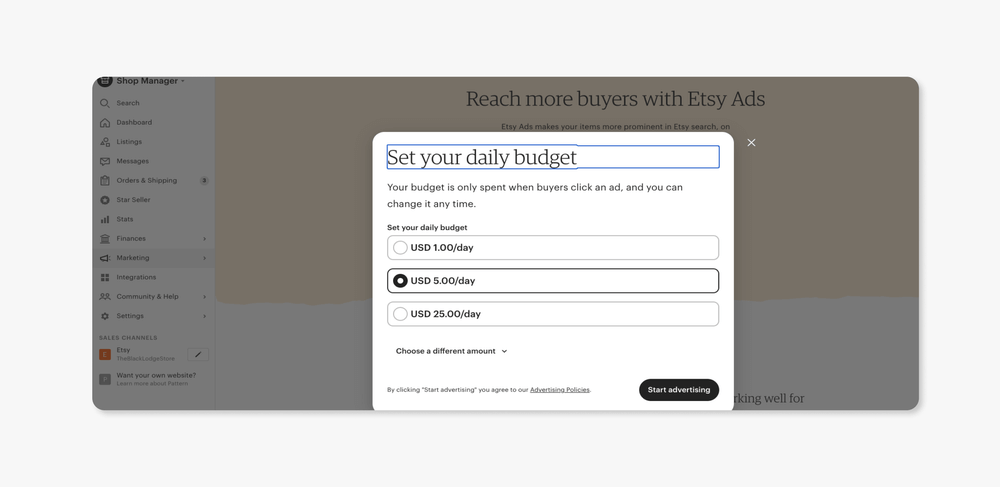 Shop Manager
Search
Dashboard
Listings
Messages
Orders & Shipping 3
Star Seller
Stats
Finances
Marketing
Integrations
Community & Help
Settings
SALES CHANNELS
E Etsy
TheBlackLudgeStore
Want your own website?
Learn more about Pattern
Reach more buyers with Etsy Ads
Etsy Ads makes your items more prominent in Etsy search, on
Set your daily budget
Your budget is only spent when buyers click an ad, and you can
change it any time.
Set your daily budget
USD 1.00/day
USD 5.00/day
USD 25.00/day
Choose a different amount
By clicking "Start advertising" you agree to our Advertising Policies.
Start advertising
rking well for